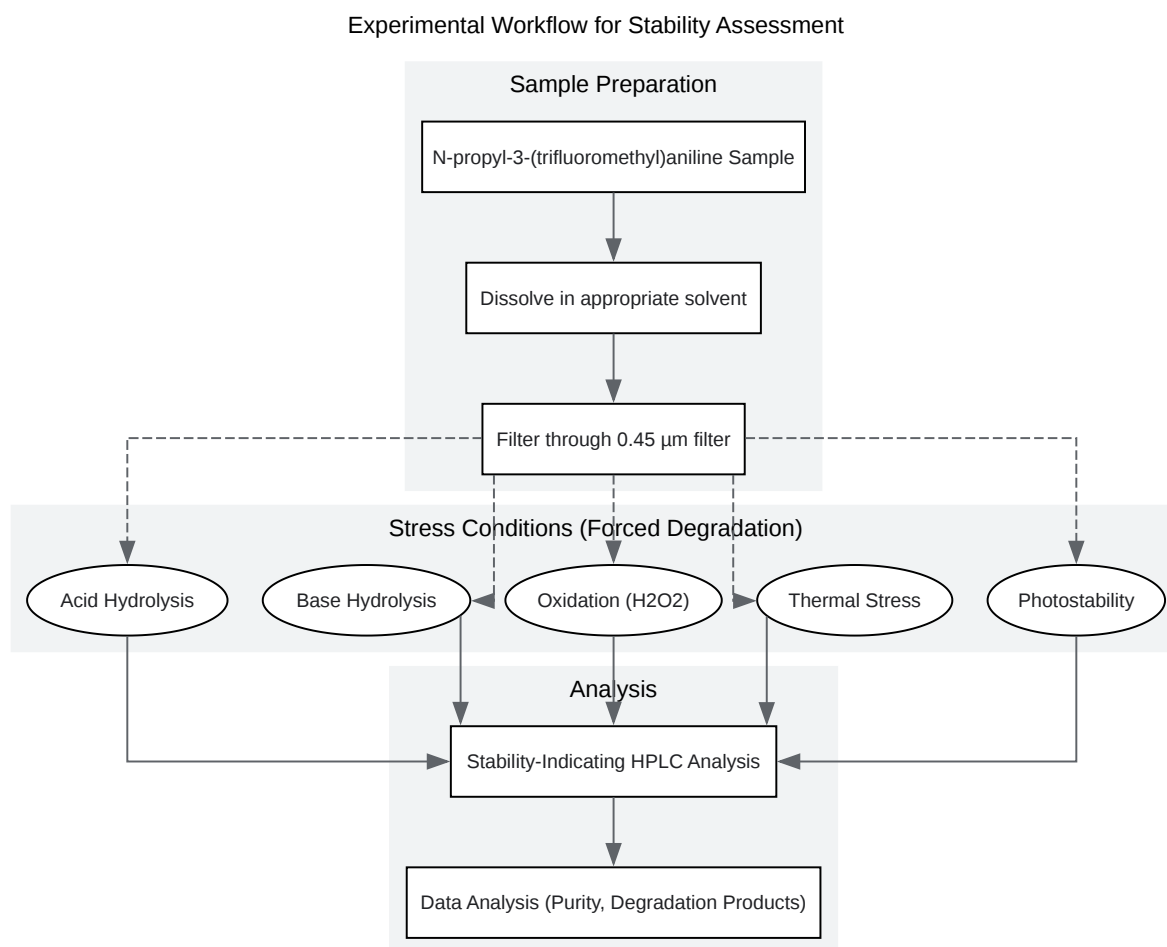 Experimental Workflow for Stability Assessment
Sample Preparation
N-propyl-3-(trifluoromethyl)aniline Sample
Dissolve in appropriate solvent
Filter through 0.45 µm filter
Stress Conditions (Forced Degradation)
Acid Hydrolysis
Base Hydrolysis
Oxidation (H2O2)
Thermal Stress
Photostability
Analysis
Stability-Indicating HPLC Analysis
Data Analysis (Purity, Degradation Products)